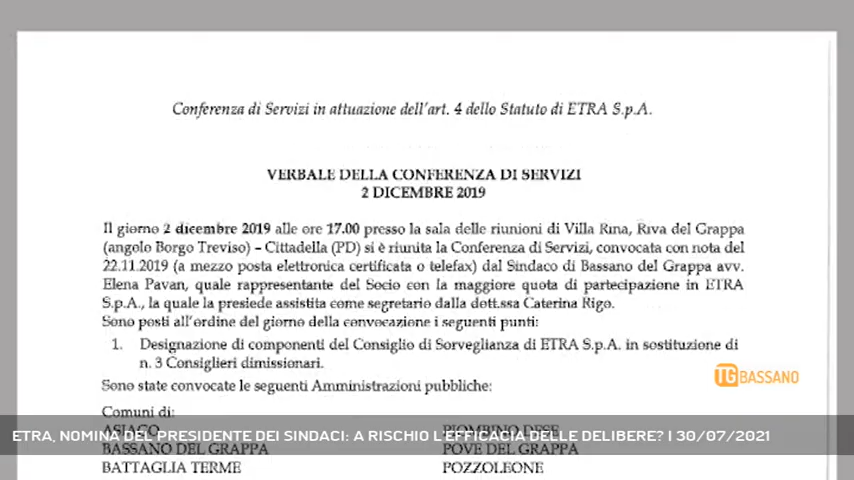 Conferenza di Servizi in attuazione dell'art. 4 dello Statuto di ETRA S.p.A.
VERBALE DELLA CONFERENZA DI SERVIZI
2 DICEMBRE 2019
Il giorno 2 dicembre 2019 alle ore 17.00 presso la sala delle riunioni di Villa Rina, Riva del Grappa
(angolo Borgo Treviso) – Cittadella (PD) si è riunita la Conferenza di Servizi, convocata con nota del
22.11.2019 (a mezzo posta elettronica certificata o telefax) dal Sindaco di Bassano del Grappa avv.
Elena Pavan, quale rappresentante del Socio con la maggiore quota di partecipazione in ETRA
S.p.A., la quale la presiede assistita come segretario dalla dott.ssa Caterina Rigo.
Sono posti all'ordine del giorno della convocazione i seguenti punti:
1. Designazione di componenti del Consiglio di Sorveglianza di ETRA S.p.A. in sostituzione di
n. 3 Consiglieri dimissionari.
TG BASSANO
Sono state convocate le seguenti Amministrazioni pubbliche:
Comuni di:
ASIAGO PIOMBINO DESE
ETRA, NOMINA DEL PRESIDENTE DEI SINDACI: A RISCHIO L'EFFICACIA DELLE DELIBERE? | 30/07/2021
BASSANO DEL GRAPPA POVE DEL GRAPPA
BATTAGLIA TERME POZZOLEONE